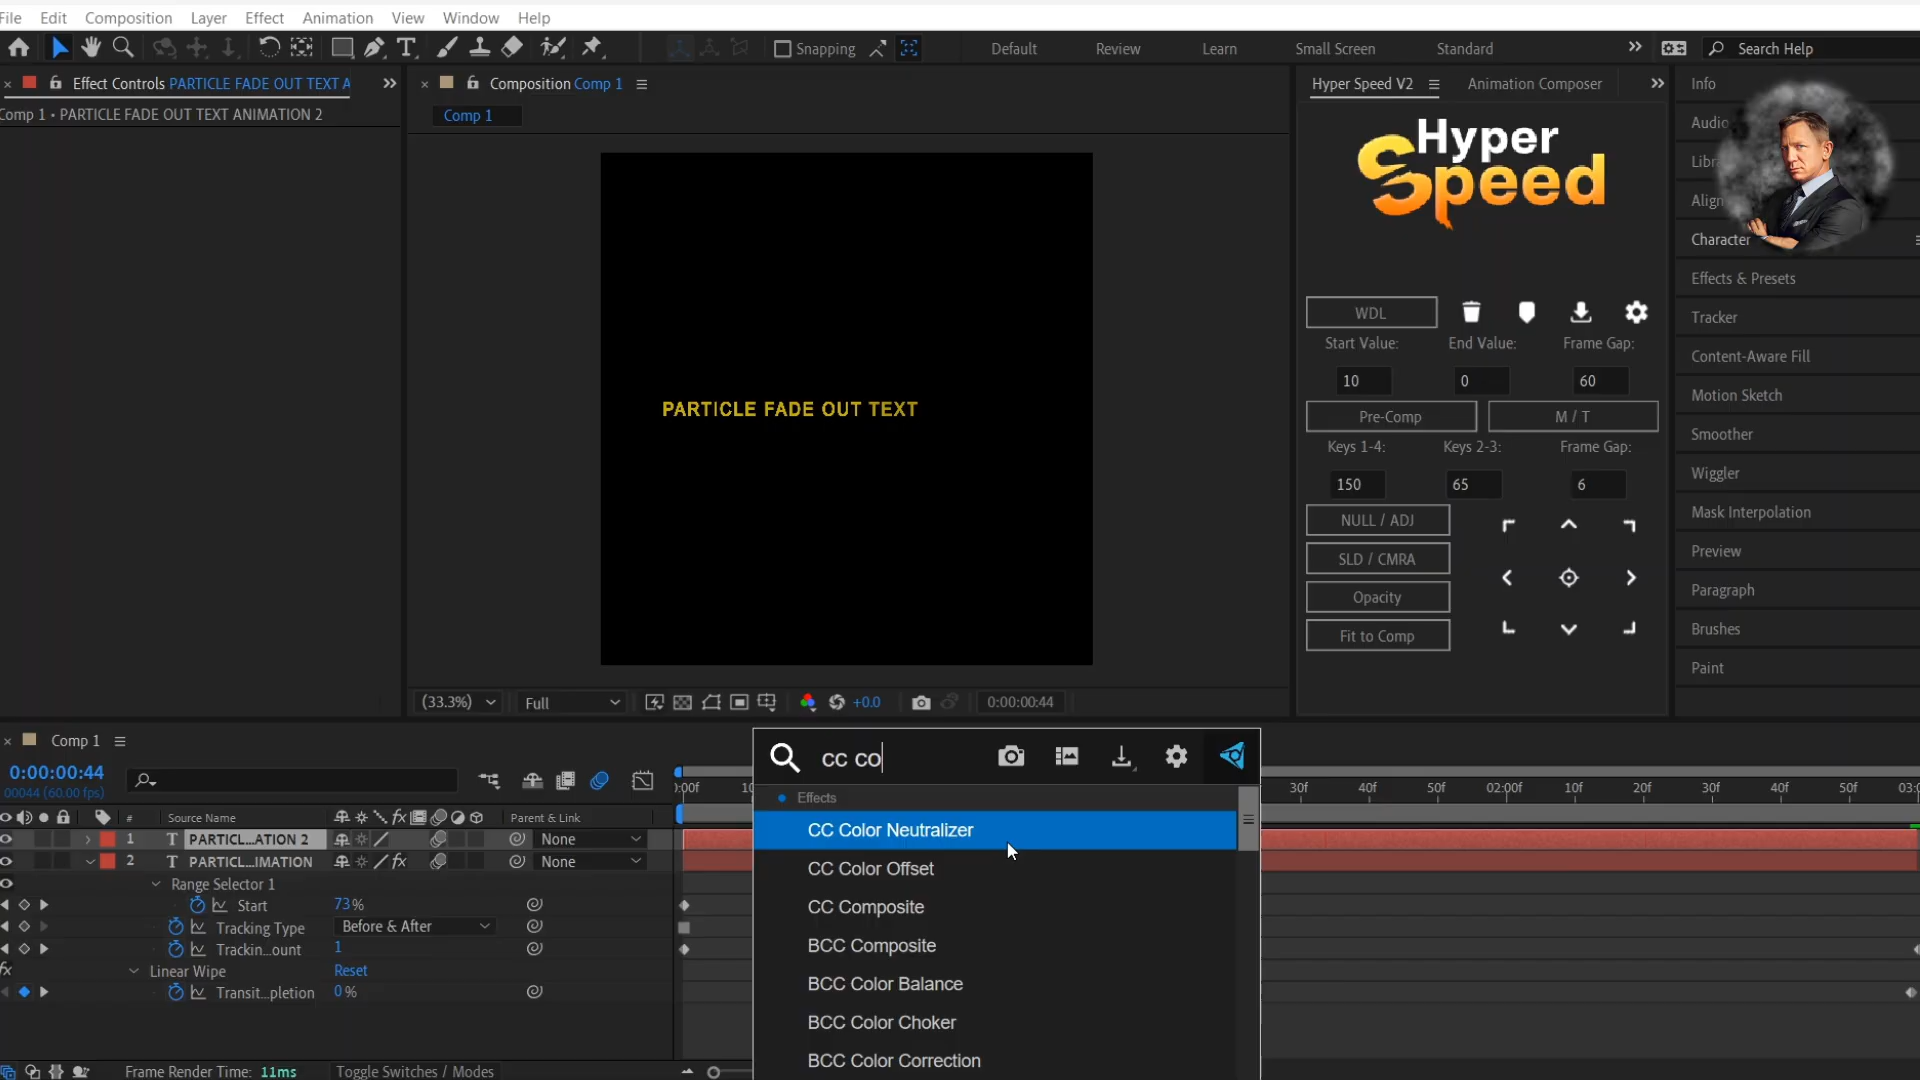 File Edit Composition Layer Effect Animation View Window Help
Snapping Default Review Learn Small Screen Standard Search Help
Effect Controls PARTICLE FADE OUT TEXT A
Comp 1 • PARTICLE FADE OUT TEXT ANIMATION 2
Composition Comp 1
Comp 1
PARTICLE FADE OUT TEXT
(33.3%) Full +0.0 0:00:00:44
Hyper Speed V2 Animation Composer
Hyper
Speed
WDL
Start Value: End Value: Frame Gap:
10 0 60
Pre-Comp M / T
Keys 1-4: Keys 2-3: Frame Gap:
150 65 6
NULL / ADJ
SLD / CMRA
Opacity
Fit to Comp
Info
Audio
Libr
Align
Character
Effects & Presets
Tracker
Content-Aware Fill
Motion Sketch
Smoother
Wiggler
Mask Interpolation
Preview
Paragraph
Brushes
Paint
Comp 1
0:00:00:44
00044 (60.00 fps)
# Source Name fx Parent & Link
1 T PARTICL...ATION 2 None
2 T PARTICL...IMATION fx None
Range Selector 1
Start 73%
Tracking Type Before & After
Trackin...ount 1
fx Linear Wipe Reset
Transit...pletion 0%
Frame Render Time: 11ms Toggle Switches / Modes
:00f 10 30f 40f 50f 02:00f 10f 20f 30f 40f 50f 03:0
cc co
Effects
CC Color Neutralizer
CC Color Offset
CC Composite
BCC Composite
BCC Color Balance
BCC Color Choker
BCC Color Correction